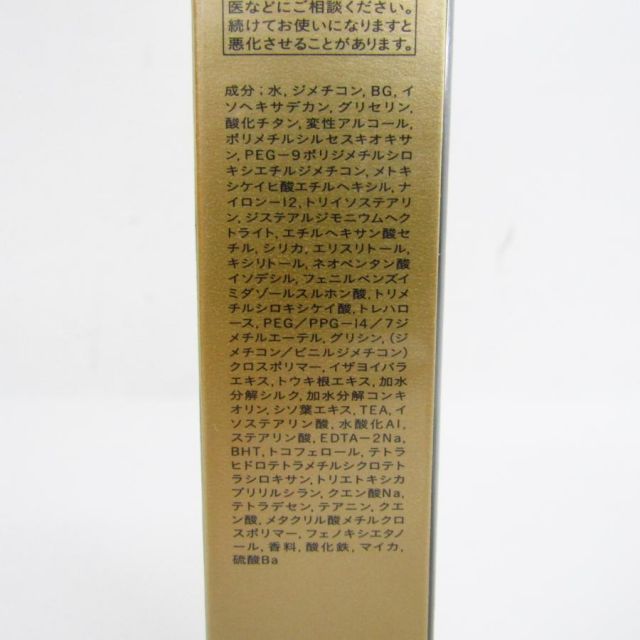 医などにご相談ください。
続けてお使いになりますと
悪化させることがあります。
成分；水，ジメチコン，BG，イ
ソヘキサデカン，グリセリン，
酸化チタン，変性アルコール，
ポリメチルシルセスキオキサ
ン，PEG－9ポリジメチルシロ
キシエチルジメチコン，メトキ
シケイヒ酸エチルヘキシル，ナ
イロン－12，トリイソステアリ
ン，ジステアルジモニウムヘク
トライト，エチルヘキサン酸セ
チル，シリカ，エリスリトール，
キシリトール，ネオペンタン酸
イソデシル，フェニルベンズイ
ミダゾールスルホン酸，トリメ
チルシロキシケイ酸，トレハロ
ース，PEG／PPG－14／7ジ
メチルエーテル，グリシン，（ジ
メチコン／ビニルジメチコン）
クロスポリマー，イザヨイバラ
エキス，トウキ根エキス，加水
分解シルク，加水分解コンキ
オリン，シソ葉エキス，TEA，イ
ソステアリン酸，水酸化Al，
ステアリン酸，EDTA－2Na，
BHT，トコフェロール，テトラ
ヒドロテトラメチルシクロテト
ラシロキサン，トリエトキシカ
プリリルシラン，クエン酸Na，
テトラデセン，テアニン，クエ
ン酸，メタクリル酸メチルクロ
スポリマー，フェノキシエタノ
ール，香料，酸化鉄，マイカ，
硫酸Ba